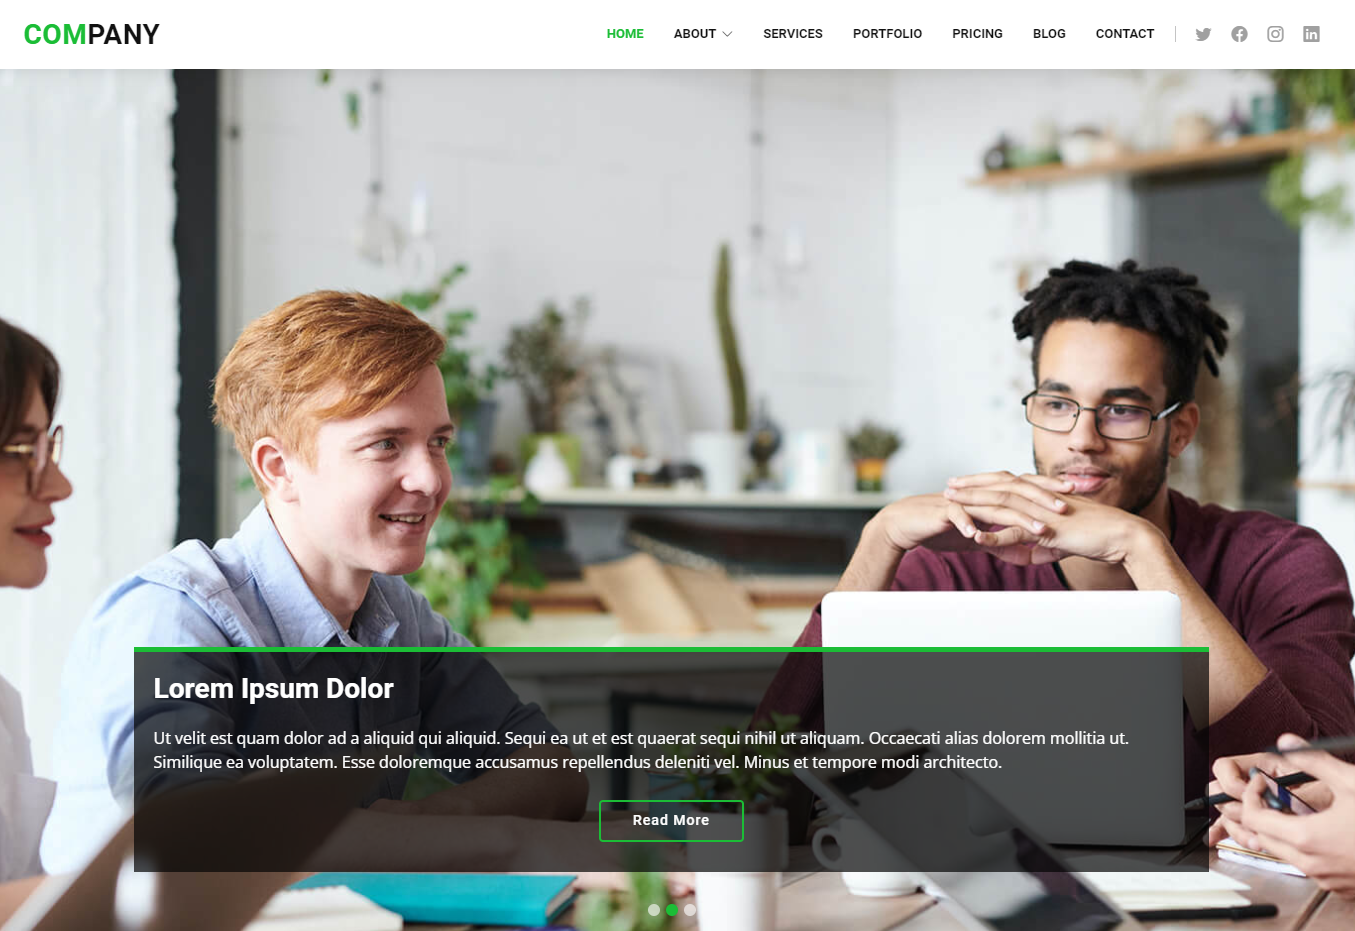 COMPANY
HOME ABOUT SERVICES PORTFOLIO PRICING BLOG CONTACT
Lorem Ipsum Dolor
Ut velit est quam dolor ad a aliquid qui aliquid. Sequi ea ut et est quaerat sequi nihil ut aliquam. Occaecati alias dolorem mollitia ut.
Similique ea voluptatem. Esse doloremque accusamus repellendus deleniti vel. Minus et tempore modi architecto.
Read More